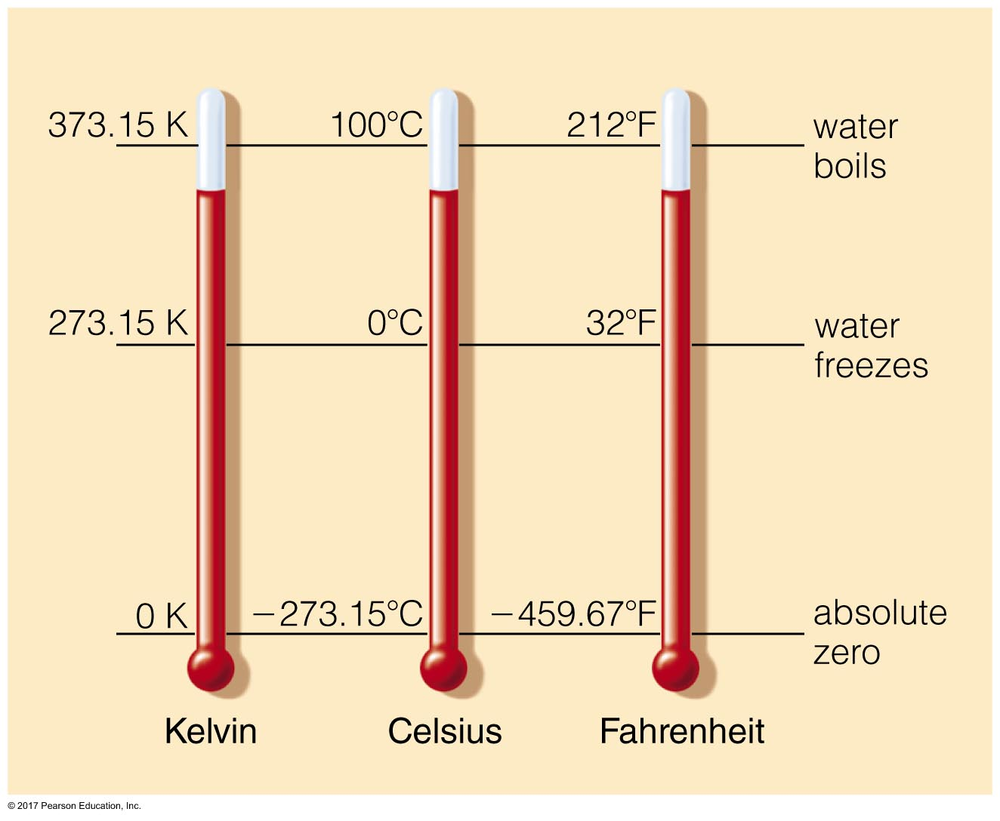 373.15 K 100°C 212°F water
boils
273.15 K 0°C 32°F water
freezes
0 K −273.15°C −459.67°F absolute
zero
Kelvin Celsius Fahrenheit
© 2017 Pearson Education, Inc.